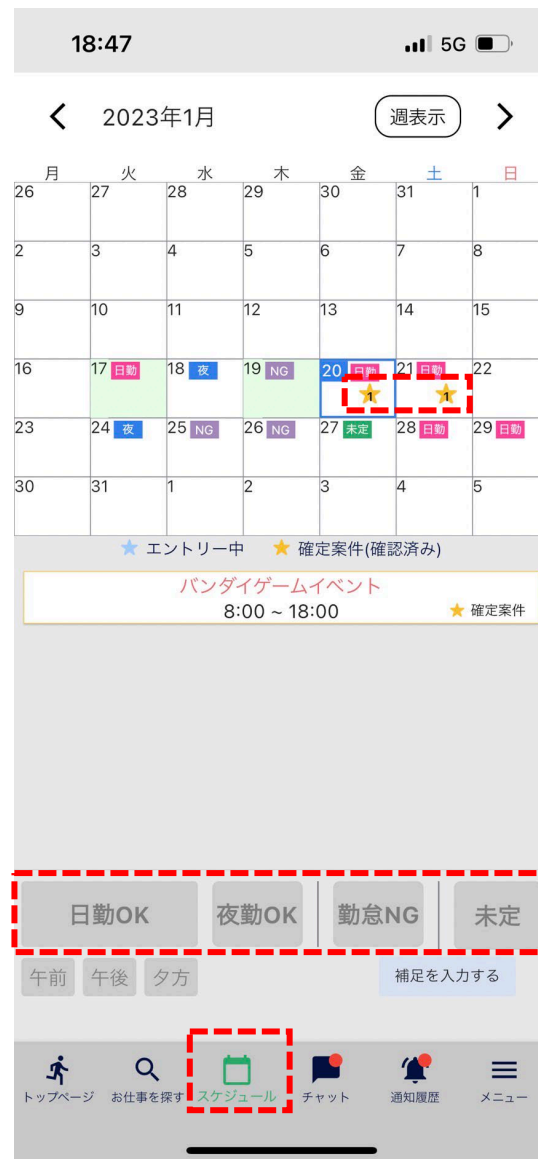 18:47 5G
2023年1月 週表示
月 火 水 木 金 土 日
26 27 28 29 30 31 1
2 3 4 5 6 7 8
9 10 11 12 13 14 15
16 17 日勤 18 夜 19 NG 20 日勤 21 日勤 22
1 1
23 24 夜 25 NG 26 NG 27 未定 28 日勤 29 日勤
30 31 1 2 3 4 5
エントリー中 確定案件(確認済み)
バンダイゲームイベント
8:00 ~ 18:00 確定案件
日勤OK 夜勤OK 勤怠NG 未定
午前 午後 夕方 補足を入力する
トップページ お仕事を探す スケジュール チャット 通知履歴 メニュー